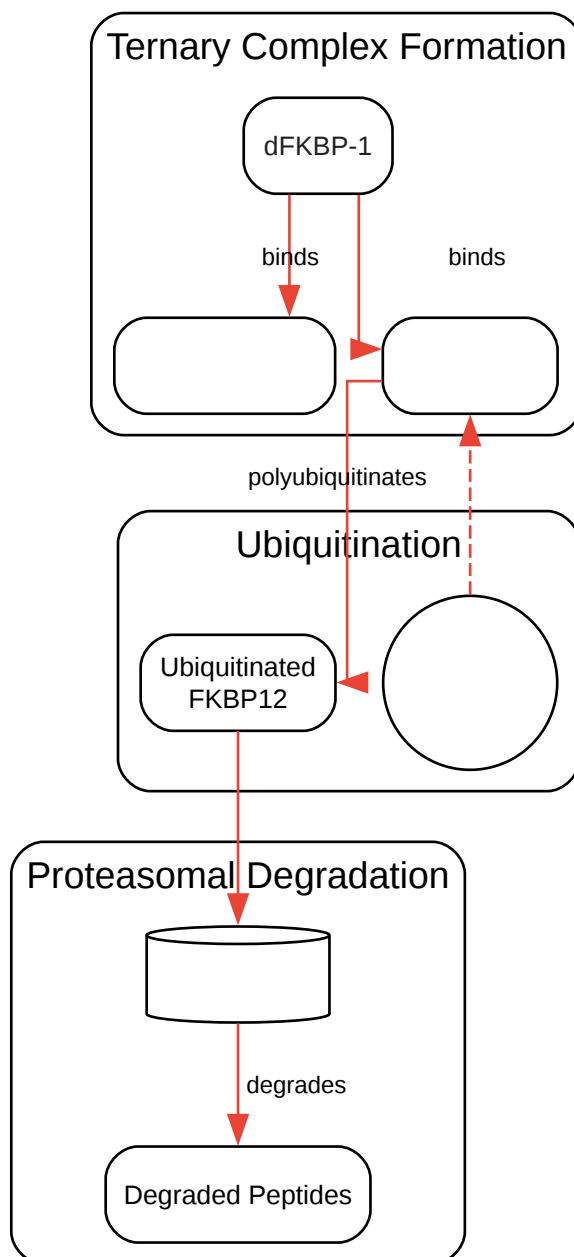 Ternary Complex Formation
dFKBP-1
binds
binds
polyubiquitinates
Ubiquitination
Ubiquitinated
FKBP12
Proteasomal Degradation
degrades
Degraded Peptides